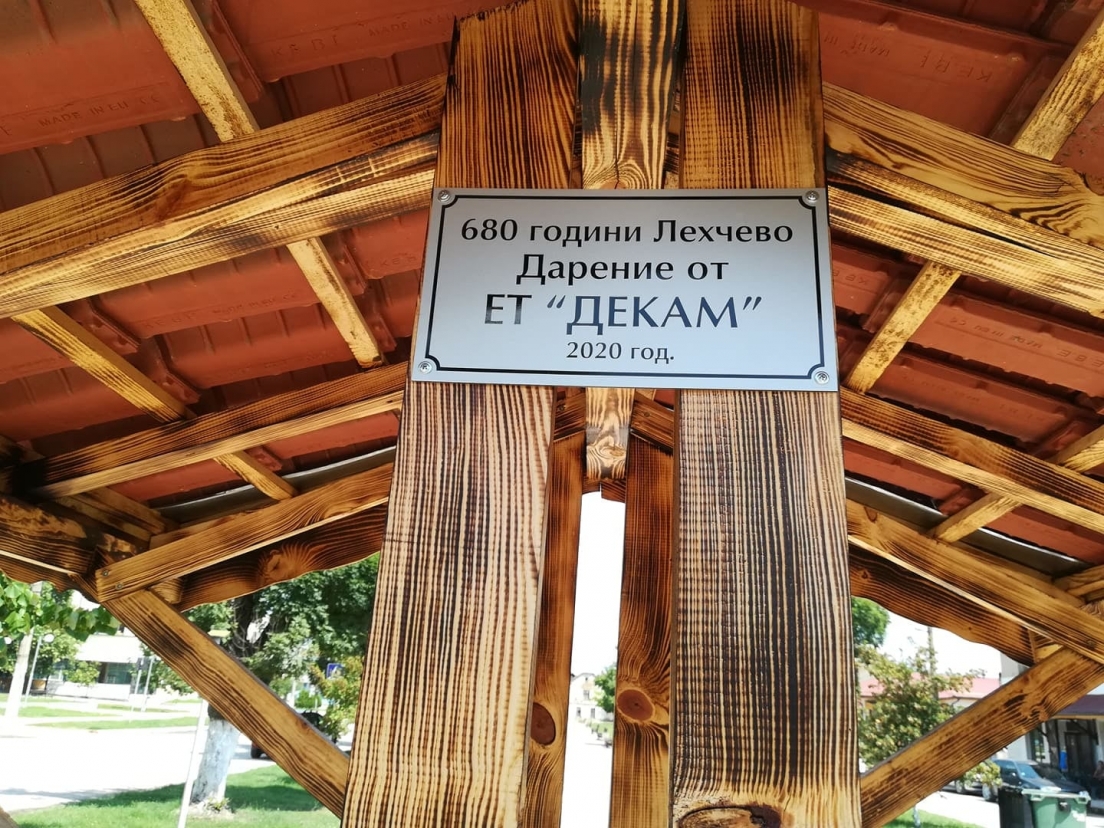 680 години Лехчево
Дарение от
ЕТ “ДЕКАМ”
2020 год.